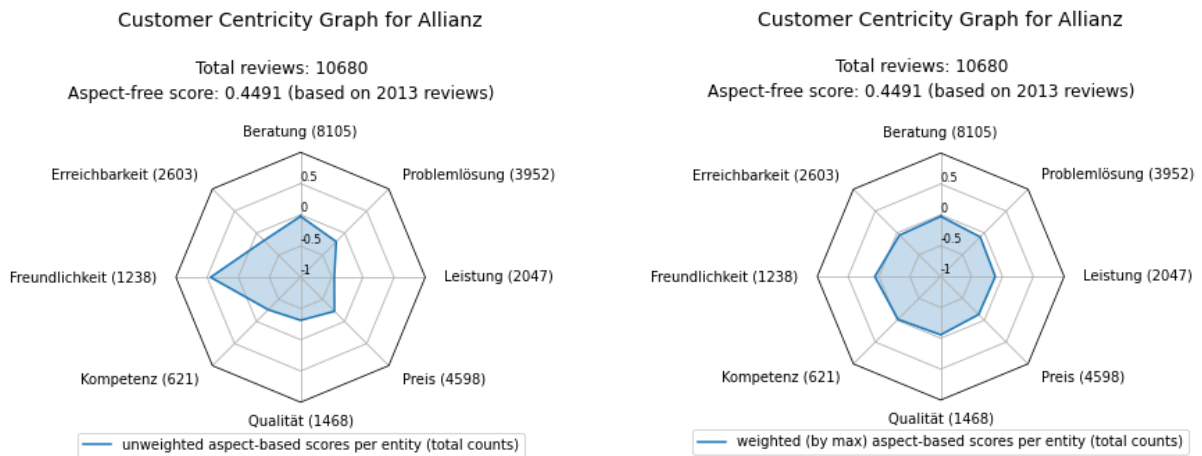 Customer Centricity Graph for Allianz
Total reviews: 10680
Aspect-free score: 0.4491 (based on 2013 reviews)
Beratung (8105)
Erreichbarkeit (2603)
Problemlösung (3952)
0.5
0
-0.5
-1
Freundlichkeit (1238)
Leistung (2047)
Kompetenz (621)
Preis (4598)
Qualität (1468)
unweighted aspect-based scores per entity (total counts)
Customer Centricity Graph for Allianz
Total reviews: 10680
Aspect-free score: 0.4491 (based on 2013 reviews)
Beratung (8105)
Erreichbarkeit (2603)
Problemlösung (3952)
0.5
0
-0.5
-1
Freundlichkeit (1238)
Leistung (2047)
Kompetenz (621)
Preis (4598)
Qualität (1468)
weighted (by max) aspect-based scores per entity (total counts)